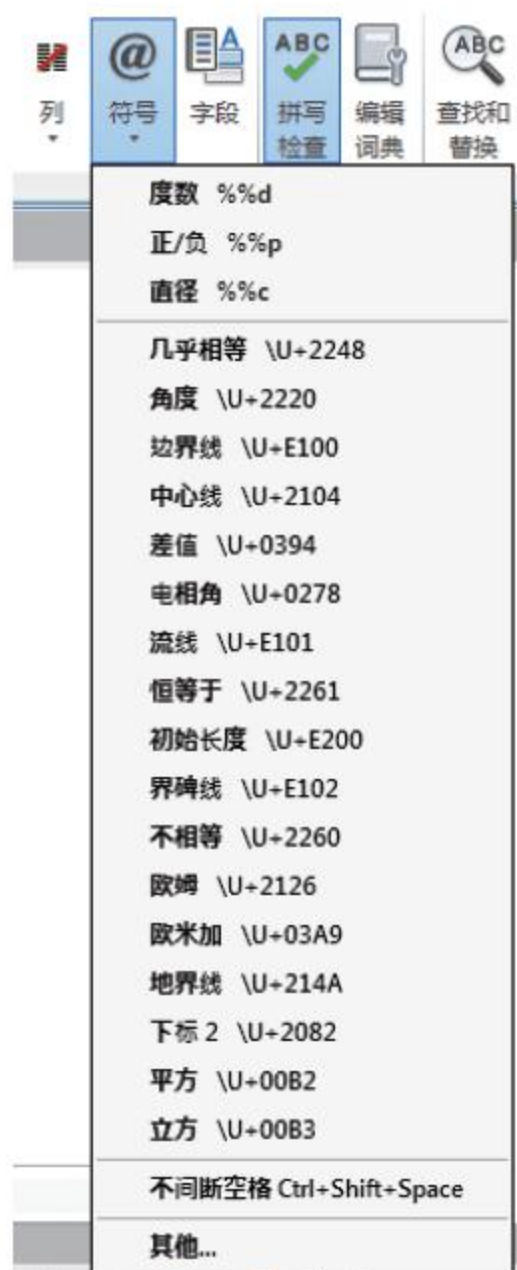 @
A
ABC
ABC
列
符号
字段
拼写
检查
编辑
词典
查找和
替换
度数 %%d
正/负 %%p
直径 %%c
几乎相等 \U+2248
角度 \U+2220
边界线 \U+E100
中心线 \U+2104
差值 \U+0394
电相角 \U+0278
流线 \U+E101
恒等于 \U+2261
初始长度 \U+E200
界碑线 \U+E102
不相等 \U+2260
欧姆 \U+2126
欧米加 \U+03A9
地界线 \U+214A
下标 2 \U+2082
平方 \U+00B2
立方 \U+00B3
不间断空格 Ctrl+Shift+Space
其他...